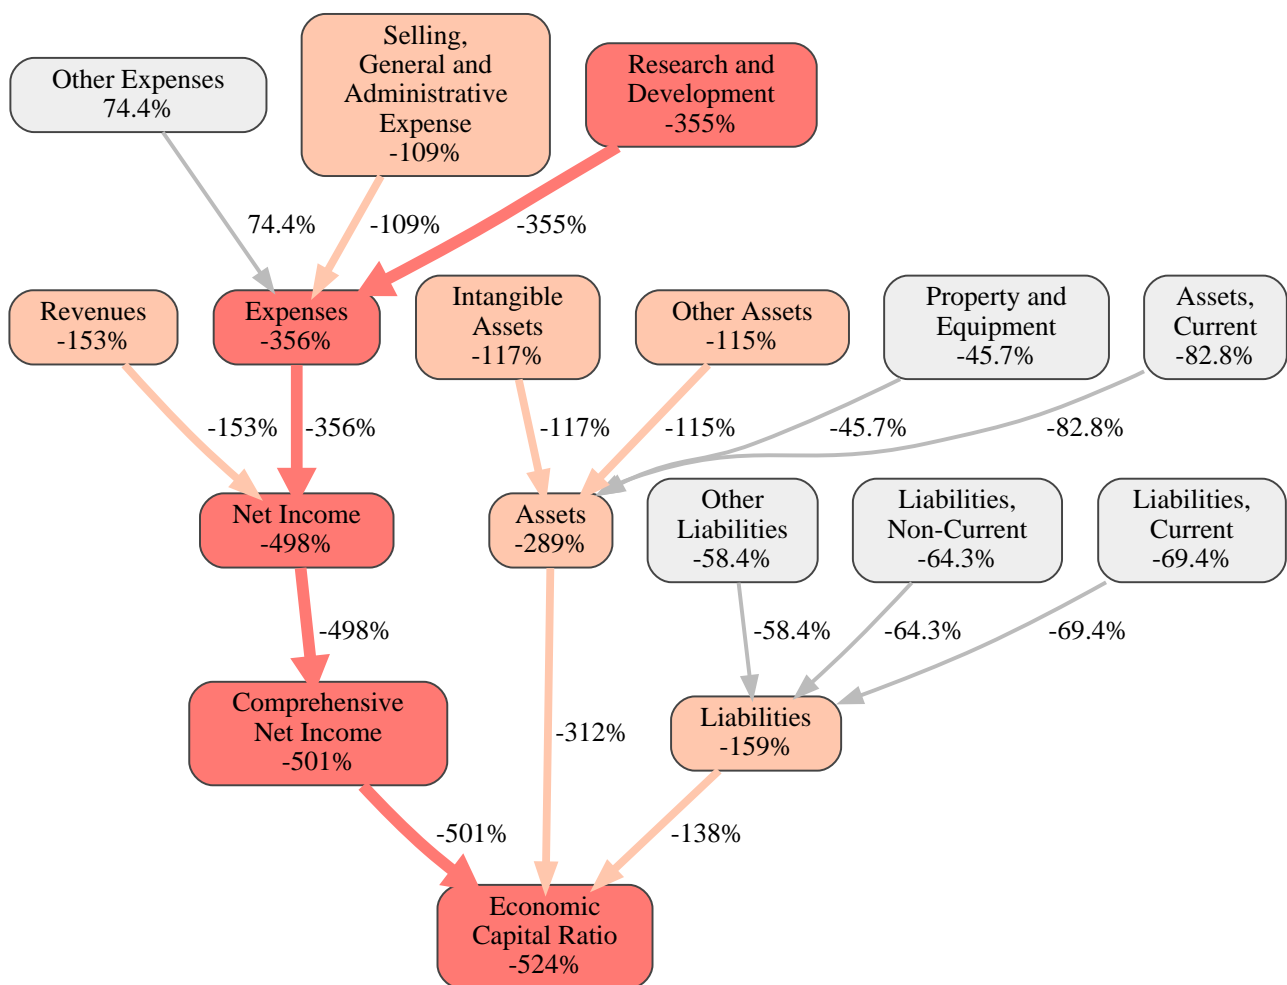 Other Expenses
74.4%
Selling,
General and
Administrative
Expense
-109%
Research and
Development
-355%
74.4%
-109%
-355%
Revenues
-153%
Expenses
-356%
Intangible
Assets
-117%
Other Assets
-115%
Property and
Equipment
-45.7%
Assets,
Current
-82.8%
-153%
-356%
-117%
-115%
-45.7%
-82.8%
Net Income
-498%
Assets
-289%
Other
Liabilities
-58.4%
Liabilities,
Non-Current
-64.3%
Liabilities,
Current
-69.4%
-498%
-58.4%
-64.3%
-69.4%
Comprehensive
Net Income
-501%
-312%
Liabilities
-159%
-501%
-138%
Economic
Capital Ratio
-524%